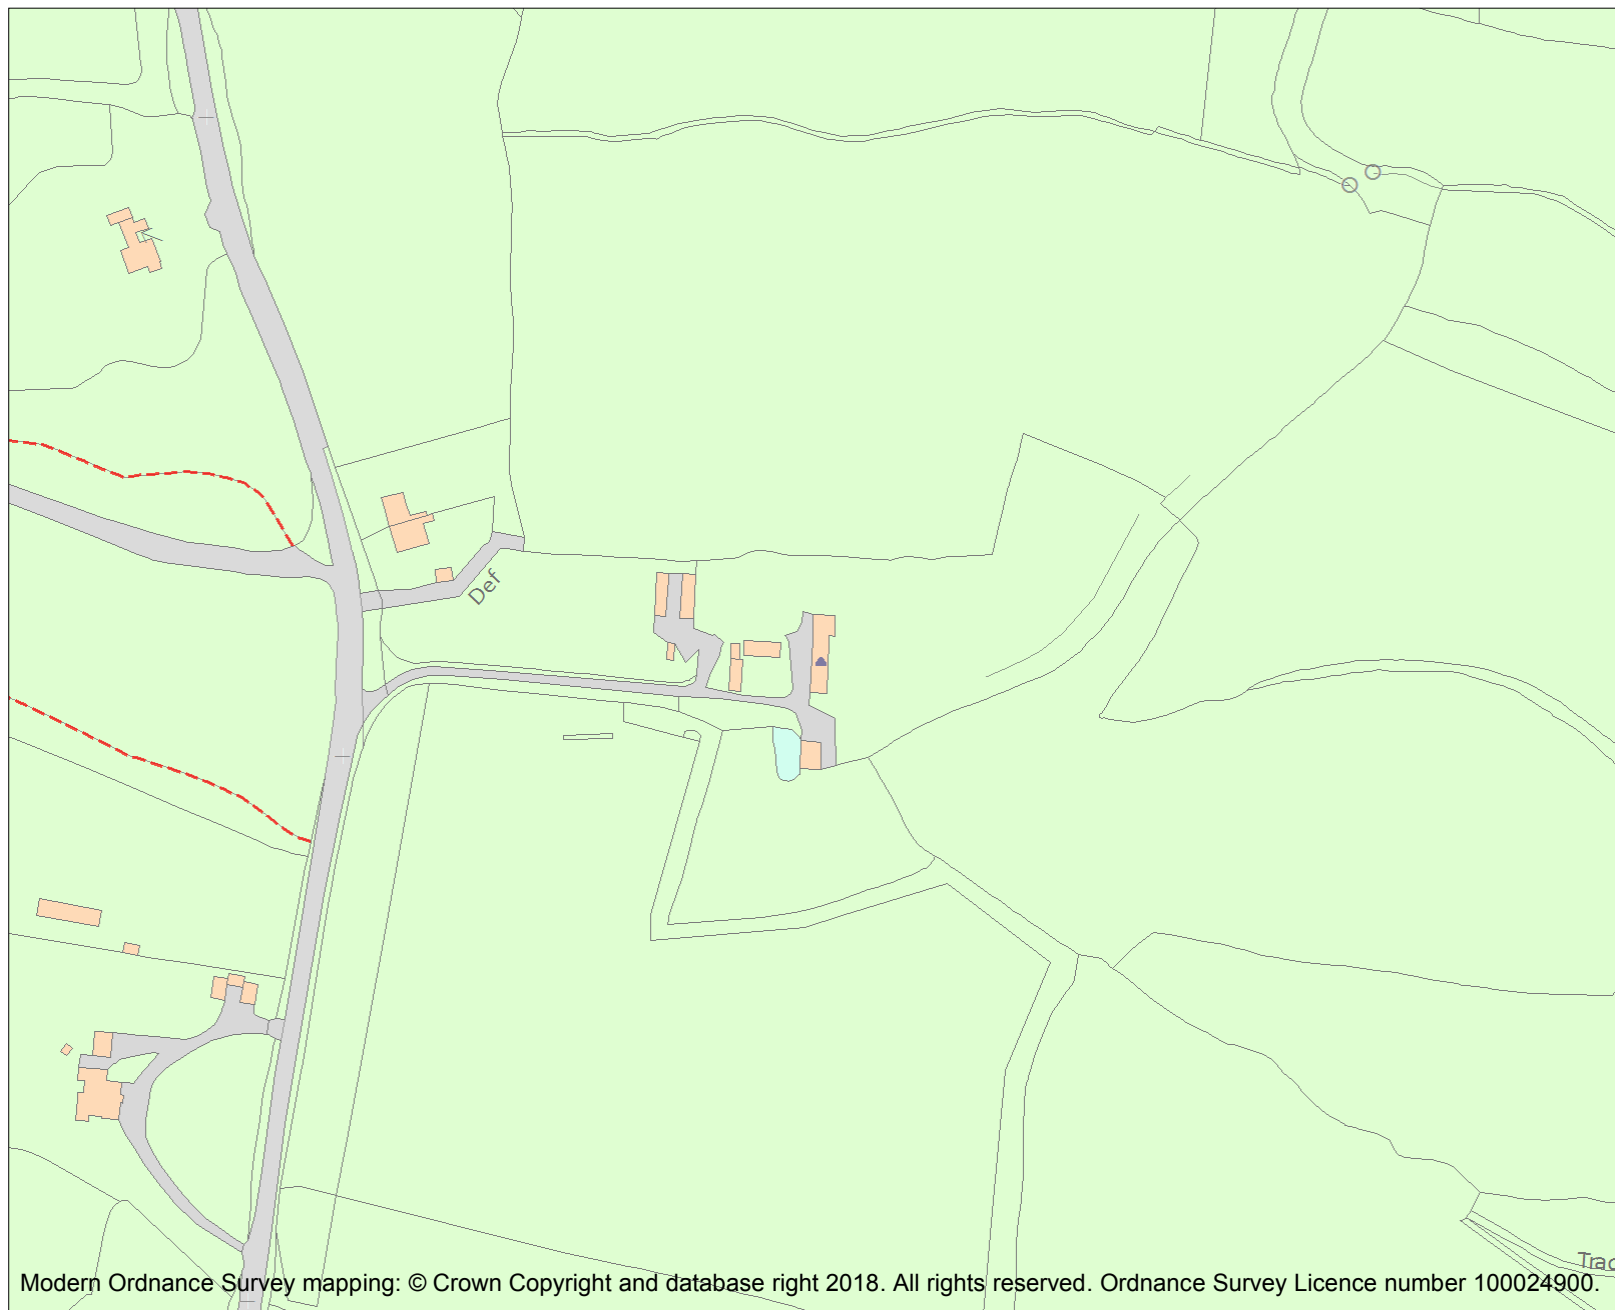 Def
Trac
Modern Ordnance Survey mapping: © Crown Copyright and database right 2018. All rights reserved. Ordnance Survey Licence number 100024900.